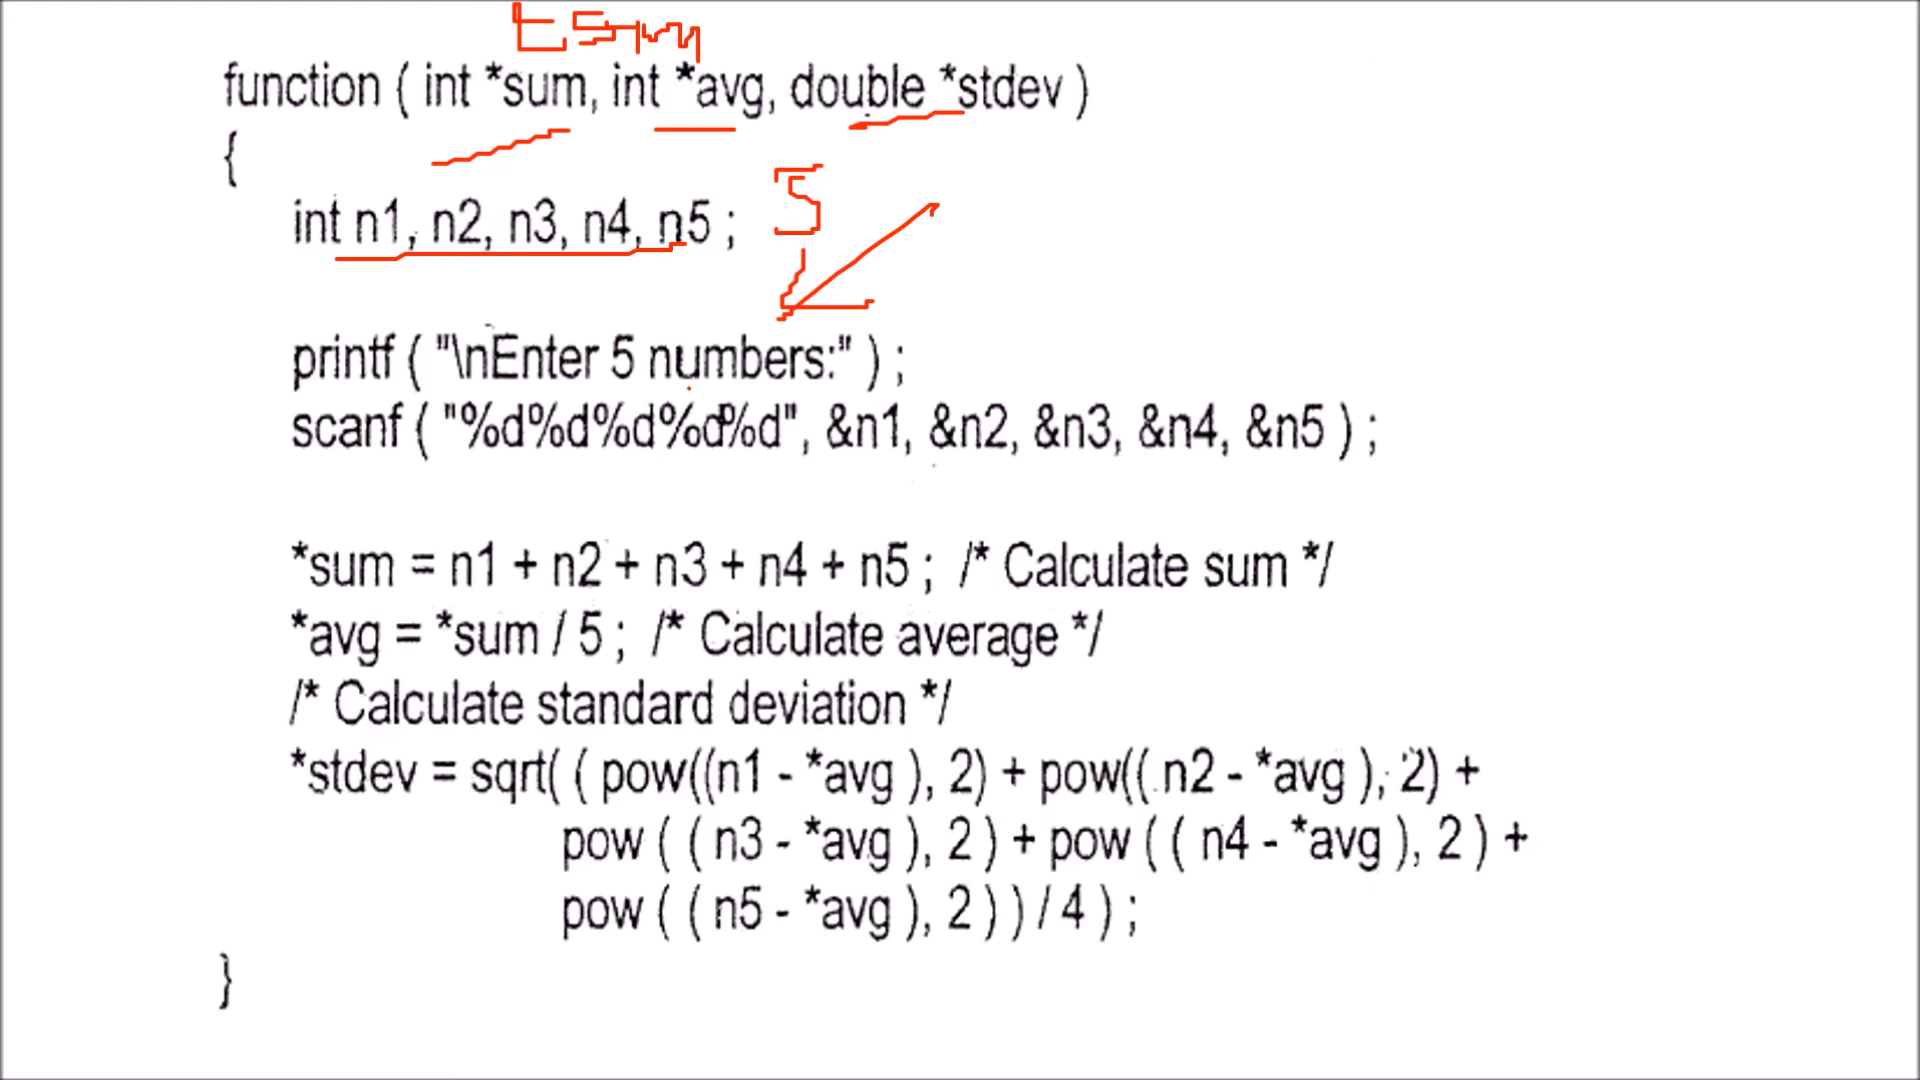 function ( int *sum, int *avg, double *stdev )
{
int n1, n2, n3, n4, n5 ; 5
printf ( "\nEnter 5 numbers:" ) ;
scanf ( "%d%d%d%d%d", &n1, &n2, &n3, &n4, &n5 ) ;
*sum = n1 + n2 + n3 + n4 + n5 ; /* Calculate sum */
*avg = *sum / 5 ; /* Calculate average */
/* Calculate standard deviation */
*stdev = sqrt( ( pow((n1 - *avg ), 2) + pow(( n2 - *avg ), 2) +
pow ( ( n3 - *avg ), 2 ) + pow ( ( n4 - *avg ), 2 ) +
pow ( ( n5 - *avg ), 2 ) ) / 4 ) ;
}